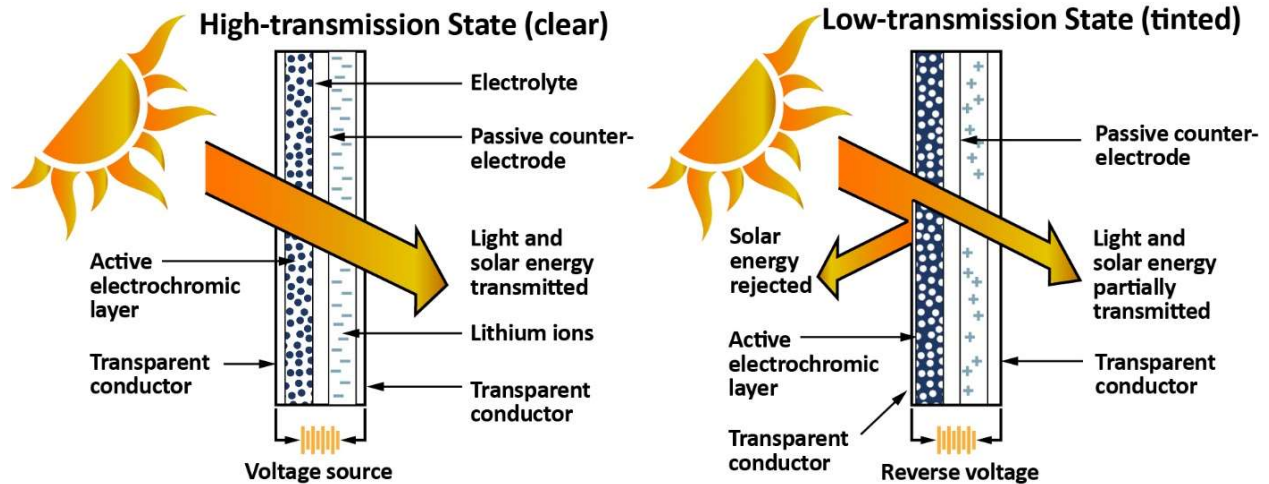 High-transmission State (clear)
Electrolyte
Passive counter-
electrode
Light and
solar energy
transmitted
Active
electrochromic
layer
Lithium ions
Transparent
conductor
Transparent
conductor
Voltage source
Low-transmission State (tinted)
Passive counter-
electrode
Solar
energy
rejected
Light and
solar energy
partially
transmitted
Active
electrochromic
layer
Transparent
conductor
Transparent
conductor
Reverse voltage